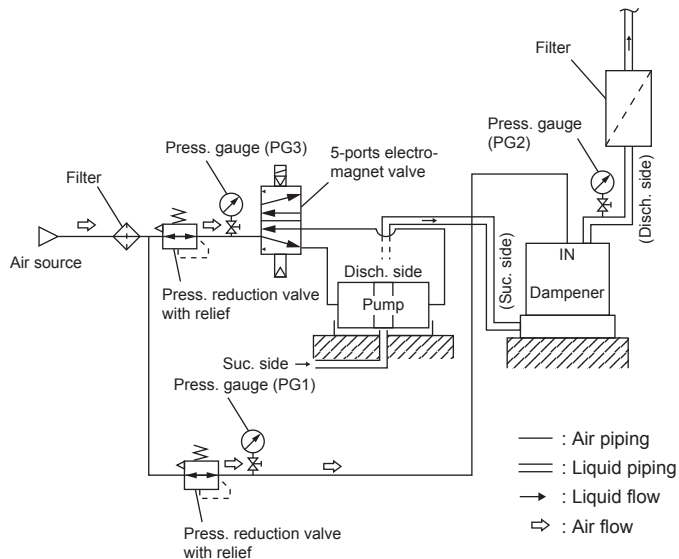 Filter
Press. gauge
(PG2)
(Disch. side)
Press. gauge (PG3)
5-ports electro-
magnet valve
Filter
Air source
Press. reduction valve
with relief
Disch. side
Pump
(Suc. side)
IN
Dampener
Suc. side
Press. gauge (PG1)
Press. reduction valve
with relief
: Air piping
: Liquid piping
: Liquid flow
: Air flow